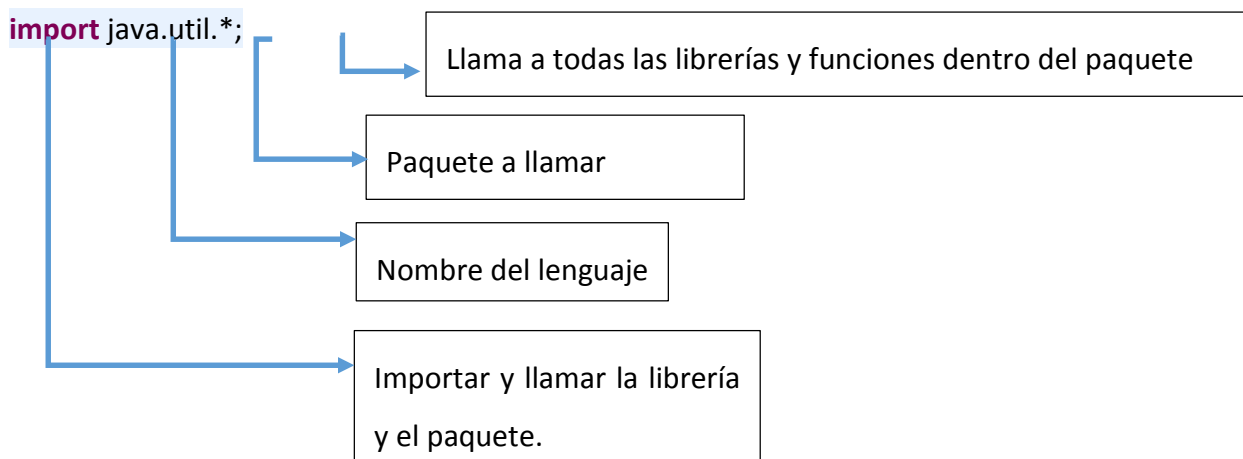 import java.util.*;
Llama a todas las librerías y funciones dentro del paquete
Paquete a llamar
Nombre del lenguaje
Importar y llamar la librería
y el paquete.